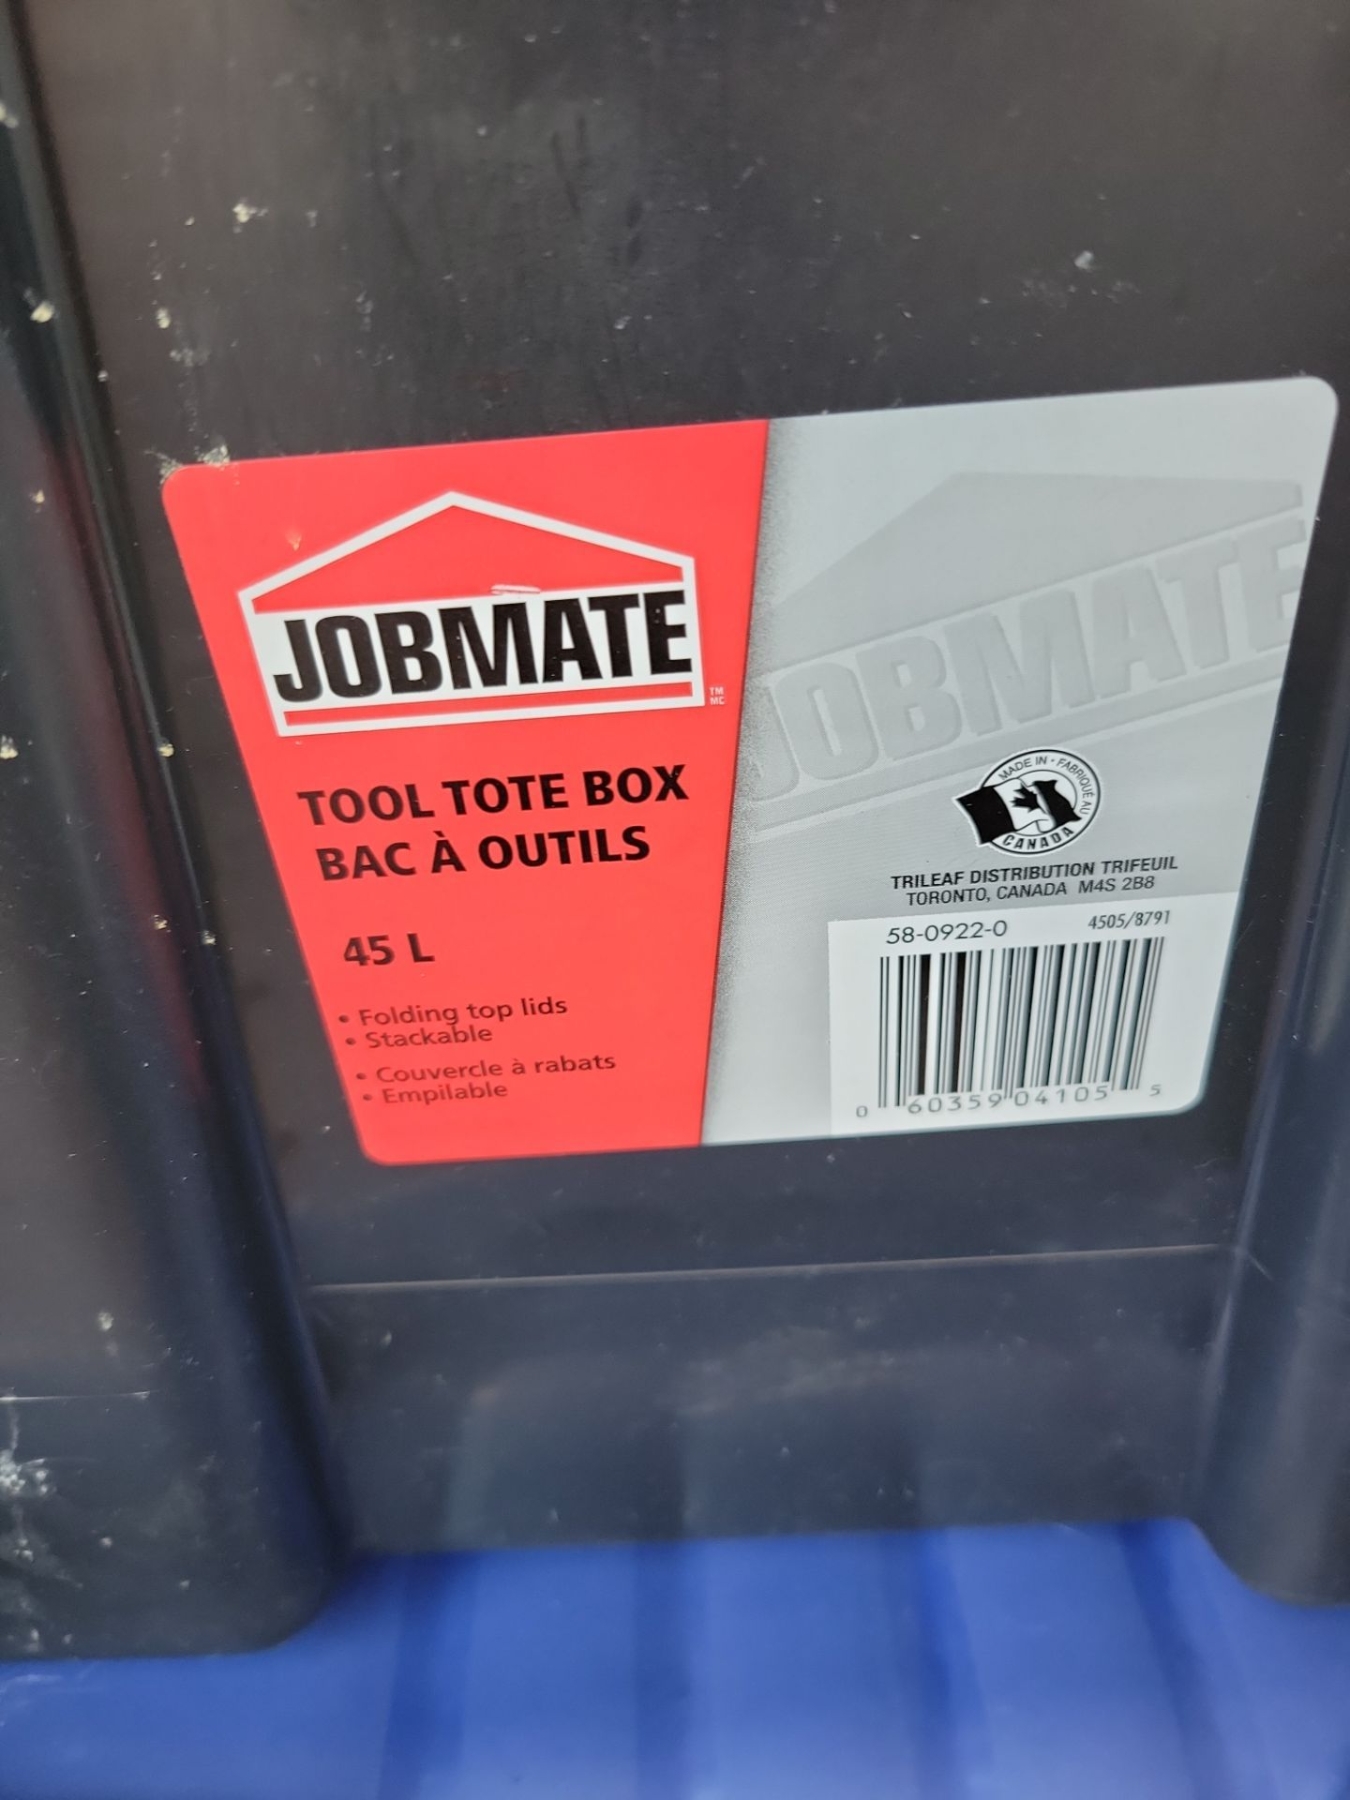 JOBMATE
TM
MC
TOOL TOTE BOX
BAC À OUTILS
45 L
• Folding top lids
• Stackable
• Couvercle à rabats
• Empilable
JOBMATE
MADE IN • FABRIQUÉ AU
CANADA
TRILEAF DISTRIBUTION TRIFEUIL
TORONTO, CANADA M4S 2B8
58-0922-0 4505/8791
0 60359 04105 5